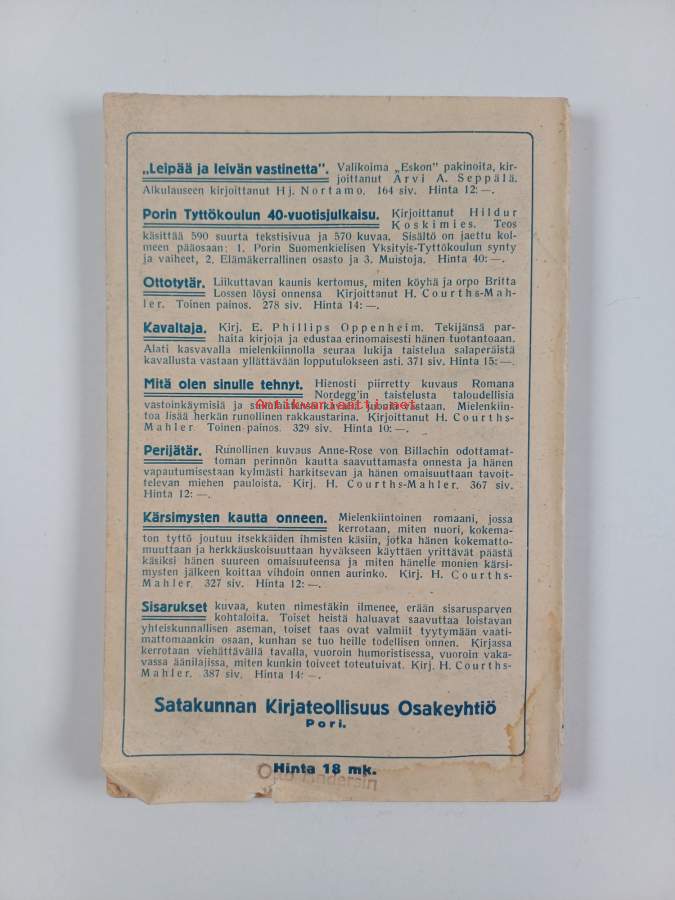 „Leipää ja leivän vastinetta". Valikoima „Eskon" pakinoita, kir-
joittanut Arvi A. Seppälä.
Alkulauseen kirjoittanut Hj. Nortamo. 164 siv. Hinta 12: —.
Porin Tyttökoulun 40-vuotisjulkaisu. Kirjoittanut Hildur
Koskimies. Teos
käsittää 590 suurta tekstisivua ja 570 kuvaa. Sisältö on jaettu kol-
meen pääosaan: 1. Porin Suomenkielisen Yksityis-Tyttökoulun synty
ja vaiheet, 2. Elämäkerrallinen osasto ja 3. Muistoja. Hinta 40: —.
Ottotytär. Liikuttavan kaunis kertomus, miten köyhä ja orpo Britta
Lossen löysi onnensa Kirjoittanut H. Courths-Mah-
ler. Toinen painos. 278 siv. Hinta 14: —.
Kavaltaja. Kirj. E. Phillips Oppenheim. Tekijänsä par-
haita kirjoja ja edustaa erinomaisesti hänen tuotantoaan.
Alati kasvavalla mielenkiinnolla seuraa lukija taistelua salaperäistä
kavallusta vastaan yllättävään lopputulokseen asti. 371 siv. Hinta 15: —.
Mitä olen sinulle tehnyt. Hienosti piirretty kuvaus Romana
Nordegg'in taistelusta taloudellisia
vastoinkäymisiä ja sukulaistensa kavalia juonia vastaan. Mielenkiin-
Antikvariaatti.net
toa lisää herkän runollinen rakkaustarina. Kirjoittanut H. Courths-
Mahler Toinen painos. 329 siv. Hinta 10: —.
Perijätär. Runollinen kuvaus Anne-Rose von Billachin odottamat-
toman perinnön kautta saavuttamasta onnesta ja hänen
vapautumisestaan kylmästi harkitsevan ja hänen omaisuuttaan tavoit-
televan miehen pauloista. Kirj. H. Courths-Mahler. 367 siv.
Hinta 12: —.
Kärsimysten kautta onneen. Mielenkiintoinen romaani, jossa
kerrotaan, miten nuori, kokema-
ton tyttö joutuu itsekkäiden ihmisten käsiin, jotka hänen kokematto-
muuttaan ja herkkäuskoisuuttaan hyväkseen käyttäen yrittävät päästä
käsiksi hänen suureen omaisuuteensa ja miten hänelle monien kärsi-
mysten jälkeen koittaa vihdoin onnen aurinko. Kirj. H. Courths-
Mahler. 327 siv. Hinta 12: —.
Sisarukset kuvaa, kuten nimestäkin ilmenee, erään sisarusparven
kohtaloita. Toiset heistä haluavat saavuttaa loistavan
yhteiskunnallisen aseman, toiset taas ovat valmiit tyytymään vaati-
mattomaankin osaan, kunhan se tuo heille todellisen onnen. Kirjassa
kerrotaan viehättävällä tavalla, vuoroin humoristisessa, vuoroin vaka-
vassa äänilajissa, miten kunkin toiveet toteutuivat. Kirj. H. Courths-
Mahler. 387 siv. Hinta 14: —.
Satakunnan Kirjateollisuus Osakeyhtiö
Pori.
Hinta 18 mk.